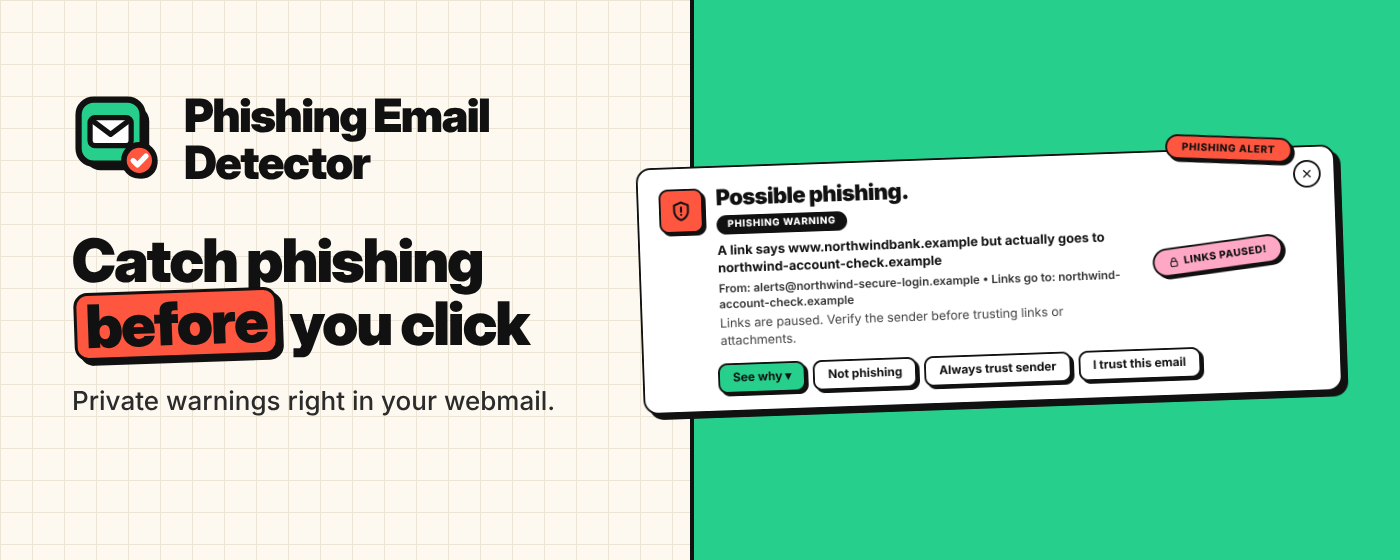 Phishing Email
Detector
Catch phishing
before you click
Private warnings right in your webmail.
PHISHING ALERT
Possible phishing.
PHISHING WARNING
A link says www.northwindbank.example but actually goes to
northwind-account-check.example
From: alerts@northwind-secure-login.example • Links go to: northwind-
account-check.example
Links are paused. Verify the sender before trusting links or
attachments.
LINKS PAUSED!
See why ▾
Not phishing
Always trust sender
I trust this email